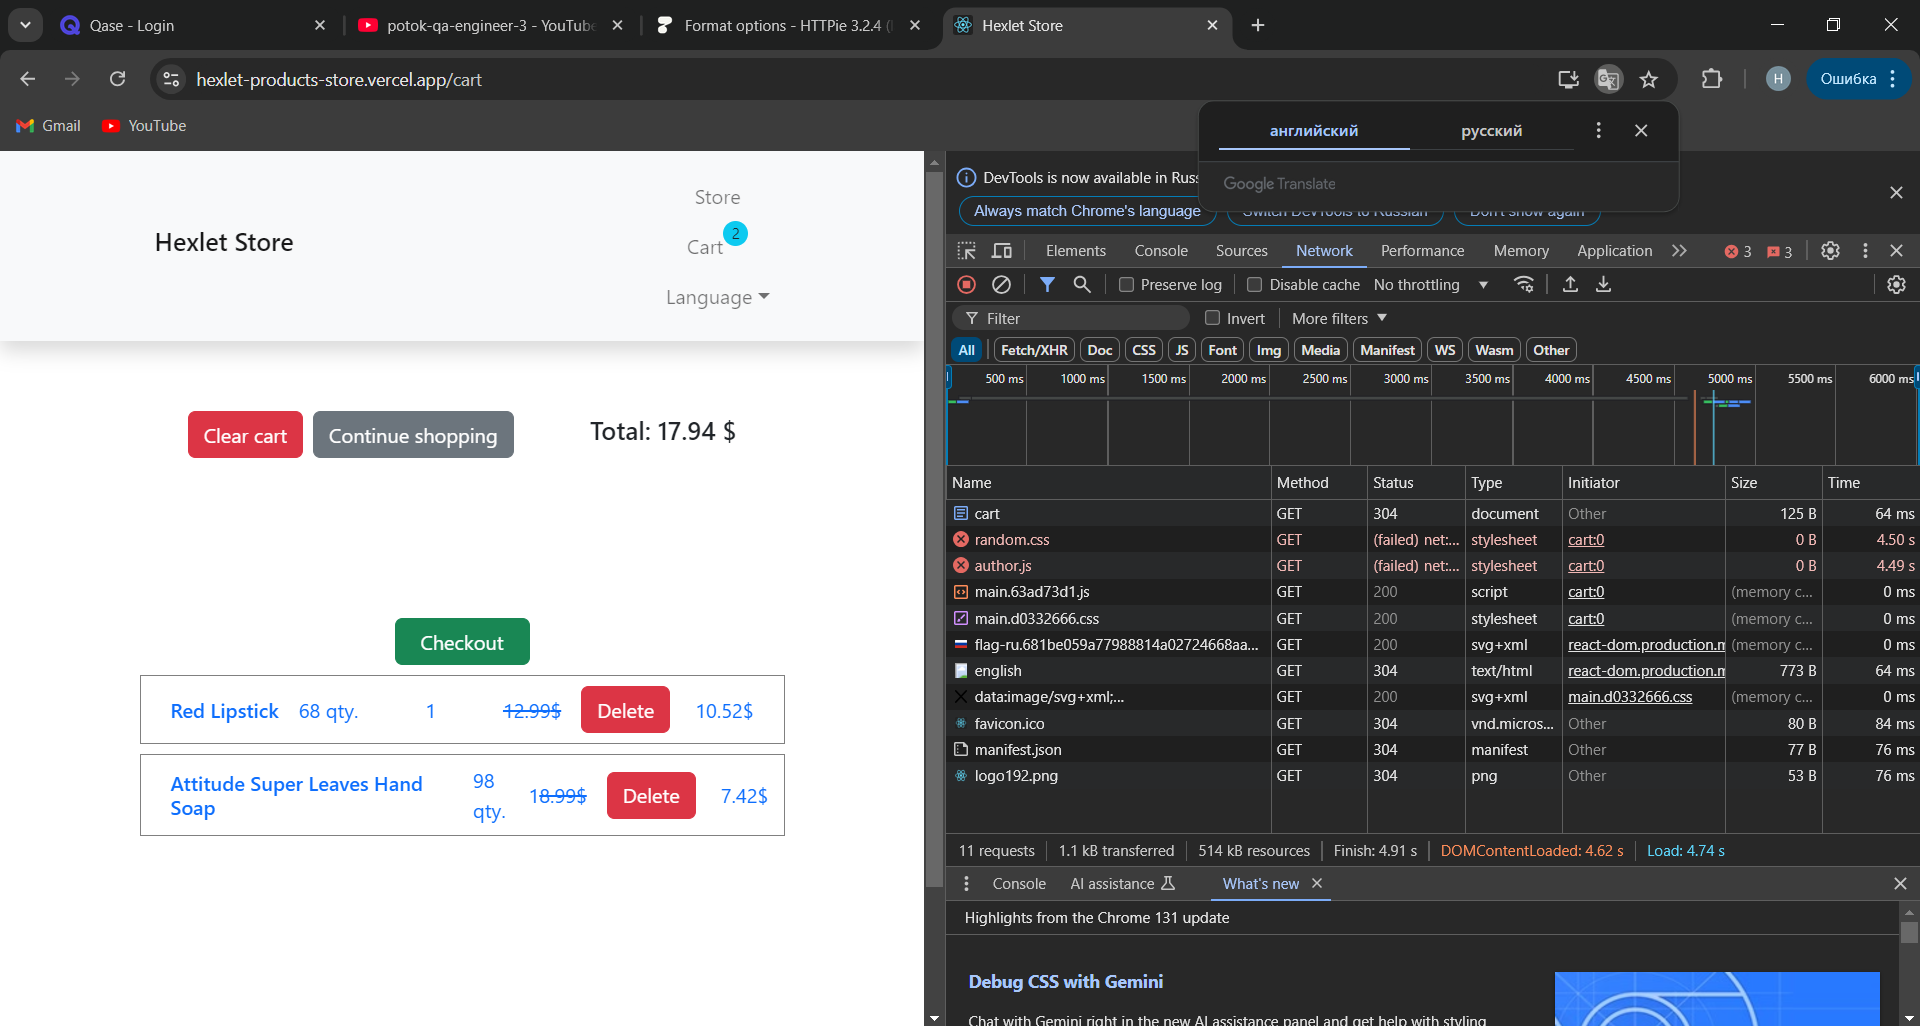 Qase - Login
potok-qa-engineer-3 - YouTube
Format options - HTTPie 3.2.4 (
Hexlet Store
hexlet-products-store.vercel.app/cart
H
Ошибка
Gmail
YouTube
английский
русский
Google Translate
Store
Hexlet Store
Cart
2
Language
Clear cart
Continue shopping
Total: 17.94 $
Checkout
Red Lipstick 68 qty. 1 12.99$ Delete 10.52$
Attitude Super Leaves Hand Soap 98 qty. 18.99$ Delete 7.42$
DevTools is now available in Russ
Always match Chrome's language
Switch DevTools to Russian
Don't show again
Elements Console Sources Network Performance Memory Application 3 3
Preserve log Disable cache No throttling
Filter Invert More filters
All Fetch/XHR Doc CSS JS Font Img Media Manifest WS Wasm Other
500 ms 1000 ms 1500 ms 2000 ms 2500 ms 3000 ms 3500 ms 4000 ms 4500 ms 5000 ms 5500 ms 6000 ms
Name Method Status Type Initiator Size Time
cart GET 304 document Other 125 B 64 ms
random.css GET (failed) net:... stylesheet cart:0 0 B 4.50 s
author.js GET (failed) net:... stylesheet cart:0 0 B 4.49 s
main.63ad73d1.js GET 200 script cart:0 (memory c... 0 ms
main.d0332666.css GET 200 stylesheet cart:0 (memory c... 0 ms
flag-ru.681be059a77988814a02724668aa... GET 200 svg+xml react-dom.production.m (memory c... 0 ms
english GET 304 text/html react-dom.production.m 773 B 64 ms
data:image/svg+xml;... GET 200 svg+xml main.d0332666.css (memory c... 0 ms
favicon.ico GET 304 vnd.micros... Other 80 B 84 ms
manifest.json GET 304 manifest Other 77 B 76 ms
logo192.png GET 304 png Other 53 B 76 ms
11 requests 1.1 kB transferred 514 kB resources Finish: 4.91 s DOMContentLoaded: 4.62 s Load: 4.74 s
Console AI assistance What's new
Highlights from the Chrome 131 update
Debug CSS with Gemini
Chat with Gemini right in the new AI assistance panel and get help with styling